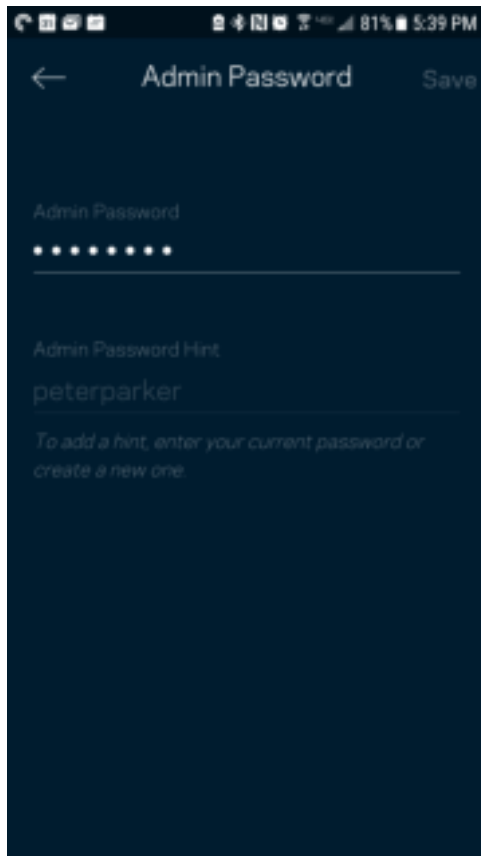 81% 5:39 PM
Admin Password Save
Admin Password
••••••••
Admin Password Hint
peterparker
To add a hint, enter your current password or
create a new one.